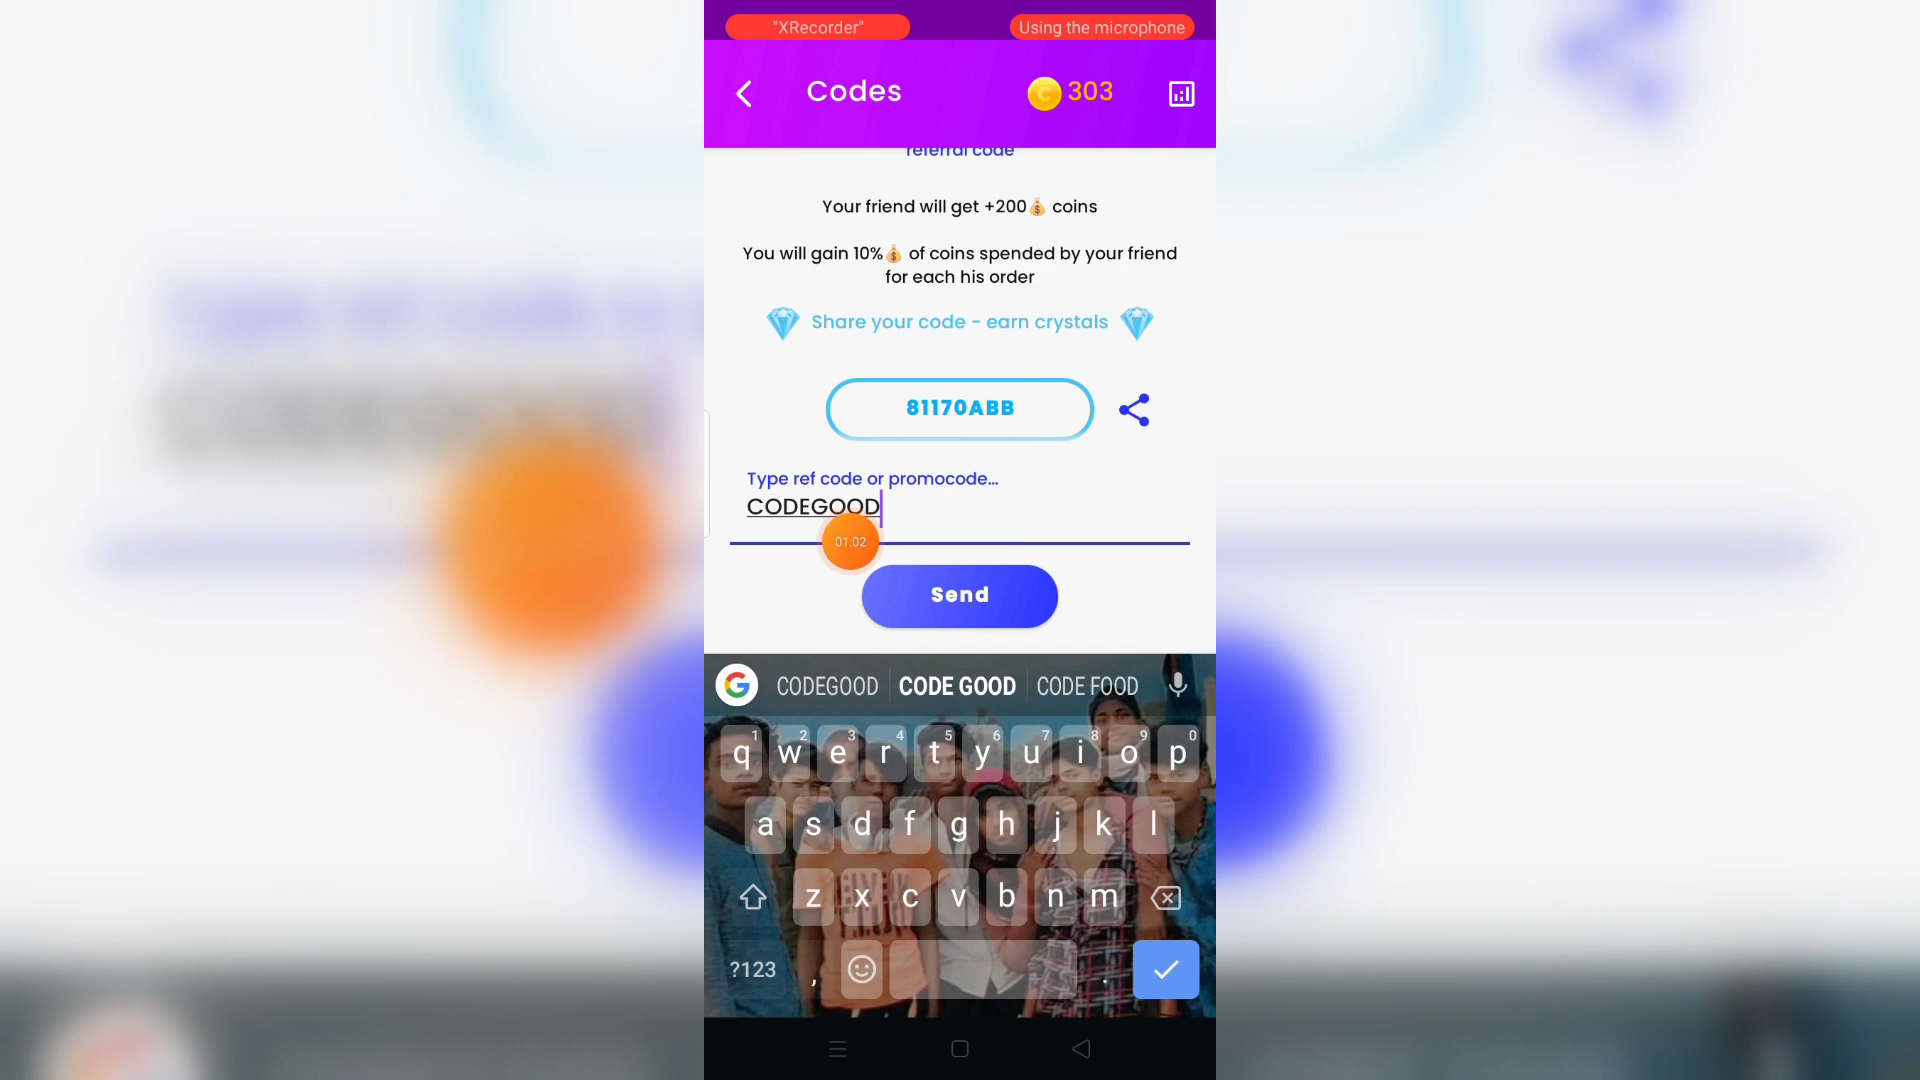 "XRecorder" Using the microphone
Codes 303
referral code
Your friend will get +200💰 coins
You will gain 10%💰 of coins spended by your friend
for each his order
Share your code - earn crystals
81170ABB
Type ref code or promocode...
CODEGOOD
01:02
Send
CODEGOOD CODE GOOD CODE FOOD
1 2 3 4 5 6 7 8 9 0
q w e r t y u i o p
a s d f g h j k l
z x c v b n m
?123 , .